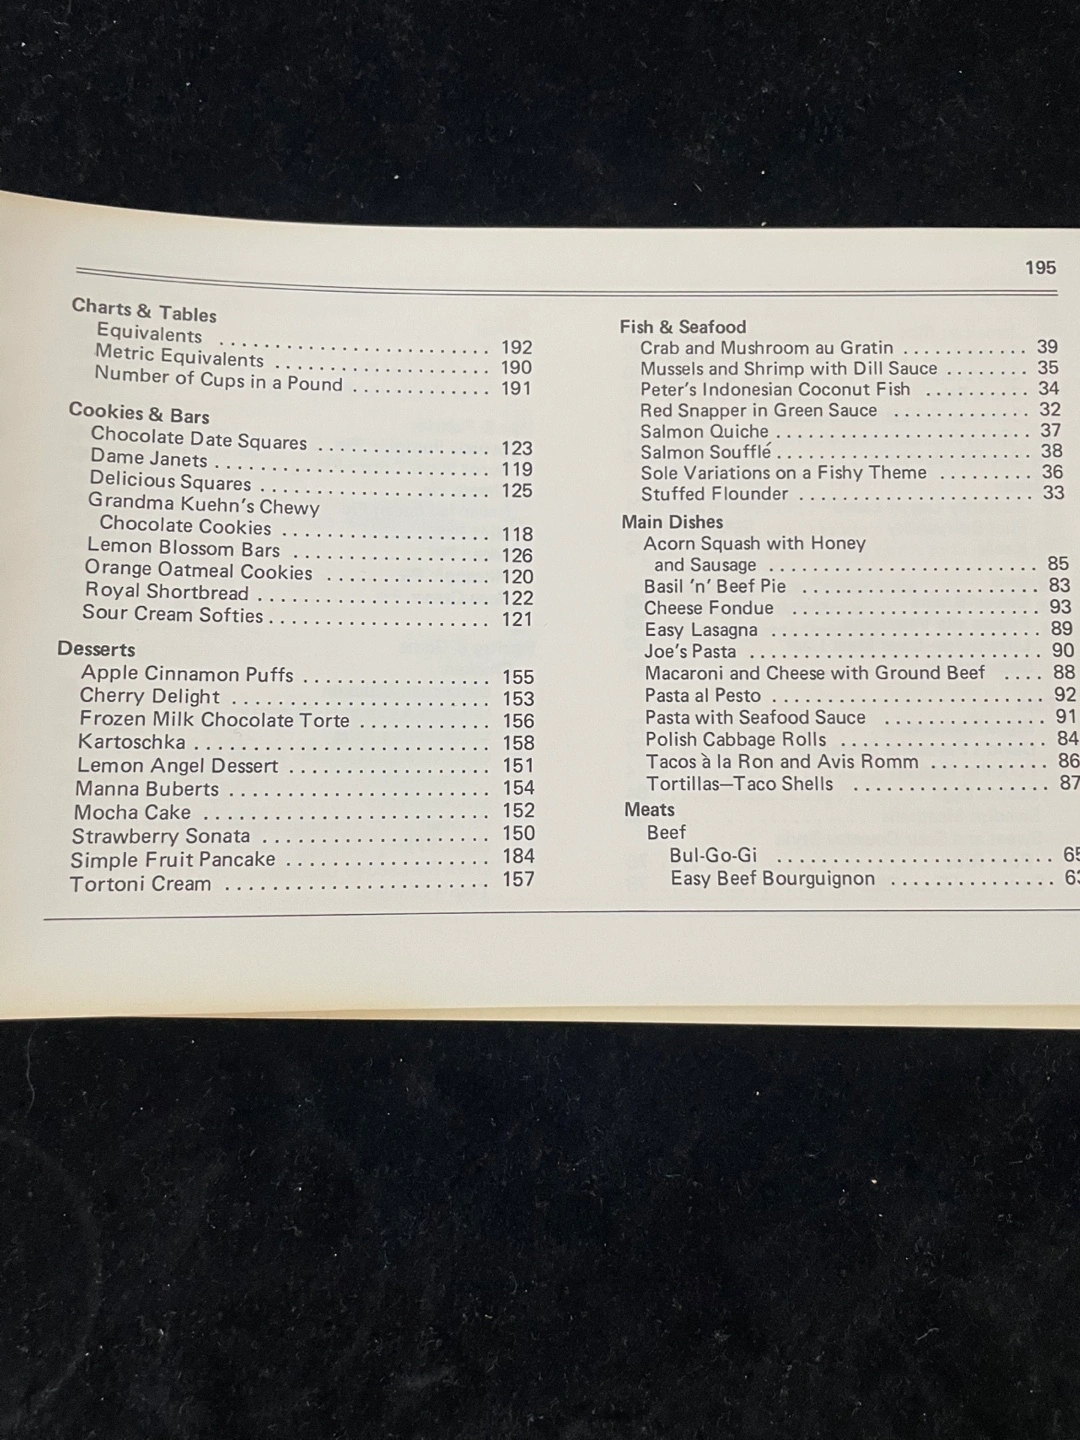 195
Charts & Tables
Equivalents . . . . . . . . . . . . . . . . . . . . . . . . . 192
Metric Equivalents . . . . . . . . . . . . . . . . . . . . 190
Number of Cups in a Pound . . . . . . . . . . . . . 191
Cookies & Bars
Chocolate Date Squares . . . . . . . . . . . . . . . . 123
Dame Janets . . . . . . . . . . . . . . . . . . . . . . . . . 119
Delicious Squares . . . . . . . . . . . . . . . . . . . . . 125
Grandma Kuehn's Chewy
Chocolate Cookies . . . . . . . . . . . . . . . . . . . 118
Lemon Blossom Bars . . . . . . . . . . . . . . . . . . 126
Orange Oatmeal Cookies . . . . . . . . . . . . . . . 120
Royal Shortbread . . . . . . . . . . . . . . . . . . . . . 122
Sour Cream Softies . . . . . . . . . . . . . . . . . . . . 121
Desserts
Apple Cinnamon Puffs . . . . . . . . . . . . . . . . . 155
Cherry Delight . . . . . . . . . . . . . . . . . . . . . . . 153
Frozen Milk Chocolate Torte . . . . . . . . . . . . 156
Kartoschka . . . . . . . . . . . . . . . . . . . . . . . . . . 158
Lemon Angel Dessert . . . . . . . . . . . . . . . . . . 151
Manna Buberts . . . . . . . . . . . . . . . . . . . . . . . 154
Mocha Cake . . . . . . . . . . . . . . . . . . . . . . . . . 152
Strawberry Sonata . . . . . . . . . . . . . . . . . . . . 150
Simple Fruit Pancake . . . . . . . . . . . . . . . . . . 184
Tortoni Cream . . . . . . . . . . . . . . . . . . . . . . . 157
Fish & Seafood
Crab and Mushroom au Gratin . . . . . . . . . . . . 39
Mussels and Shrimp with Dill Sauce . . . . . . . . 35
Peter's Indonesian Coconut Fish . . . . . . . . . . 34
Red Snapper in Green Sauce . . . . . . . . . . . . . 32
Salmon Quiche . . . . . . . . . . . . . . . . . . . . . . . 37
Salmon Soufflé . . . . . . . . . . . . . . . . . . . . . . . 38
Sole Variations on a Fishy Theme . . . . . . . . . 36
Stuffed Flounder . . . . . . . . . . . . . . . . . . . . . 33
Main Dishes
Acorn Squash with Honey
and Sausage . . . . . . . . . . . . . . . . . . . . . . . . 85
Basil 'n' Beef Pie . . . . . . . . . . . . . . . . . . . . . 83
Cheese Fondue . . . . . . . . . . . . . . . . . . . . . . . 93
Easy Lasagna . . . . . . . . . . . . . . . . . . . . . . . . 89
Joe's Pasta . . . . . . . . . . . . . . . . . . . . . . . . . . 90
Macaroni and Cheese with Ground Beef . . . . 88
Pasta al Pesto . . . . . . . . . . . . . . . . . . . . . . . . 92
Pasta with Seafood Sauce . . . . . . . . . . . . . . . 91
Polish Cabbage Rolls . . . . . . . . . . . . . . . . . . . 84
Tacos à la Ron and Avis Romm . . . . . . . . . . . 86
Tortillas—Taco Shells . . . . . . . . . . . . . . . . . . 87
Meats
Beef
Bul-Go-Gi . . . . . . . . . . . . . . . . . . . . . . . . .
Easy Beef Bourguignon . . . . . . . . . . . . . . .